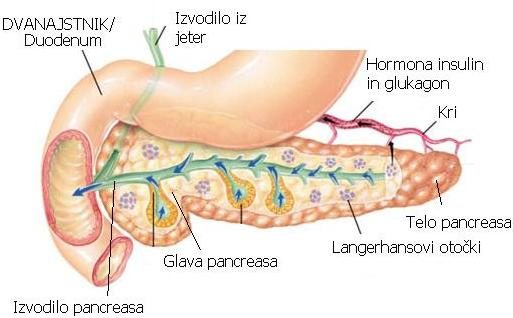 DVANAJSTNIK/
Duodenum
Izvodilo iz
jeter
Hormona insulin
in glukagon
Kri
Telo pancreasa
Langerhansovi otočki
Glava pancreasa
Izvodilo pancreasa